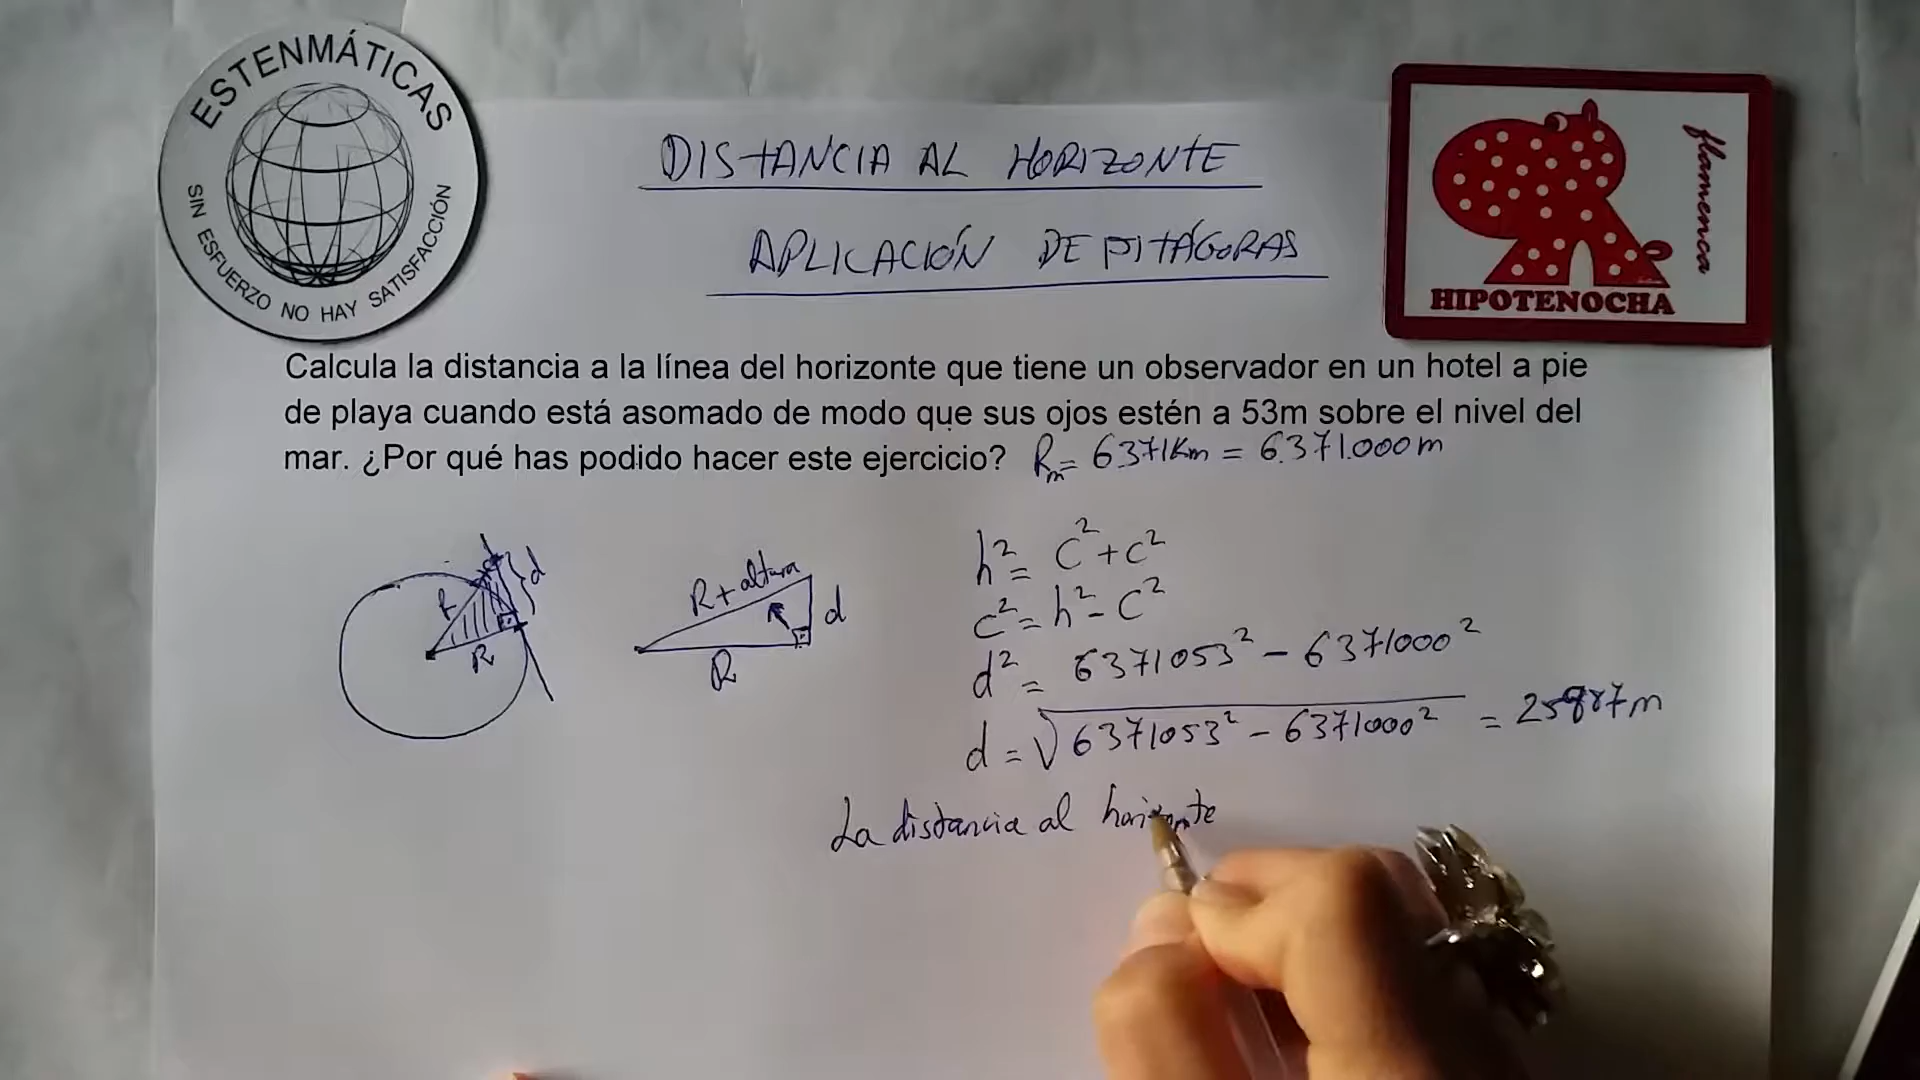 ESTENMÁTICAS
SIN ESFUERZO NO HAY SATISFACCIÓN
DISTANCIA AL HORIZONTE
APLICACIÓN DE PITÁGORAS
flamenca
HIPOTENOCHA
Calcula la distancia a la línea del horizonte que tiene un observador en un hotel a pie
de playa cuando está asomado de modo que sus ojos estén a 53m sobre el nivel del
mar. ¿Por qué has podido hacer este ejercicio? Rm = 6371Km = 6.371.000 m
d
R
R
R + altura
d
R
h² = C² + c²
c² = h² - C²
d² = 6371053² - 6371000²
d = √6371053² - 6371000² = 25987 m
La distancia al horizonte